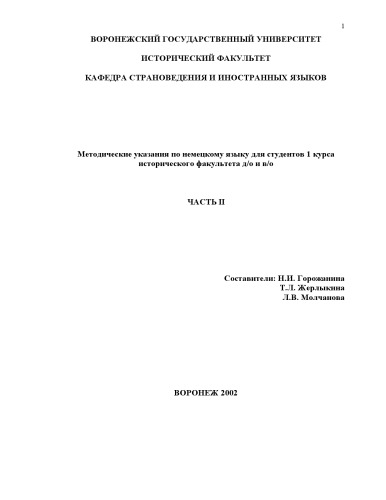 1
ВОРОНЕЖСКИЙ ГОСУДАРСТВЕННЫЙ УНИВЕРСИТЕТ
ИСТОРИЧЕСКИЙ ФАКУЛЬТЕТ
КАФЕДРА СТРАНОВЕДЕНИЯ И ИНОСТРАННЫХ ЯЗЫКОВ
Методические указания по немецкому языку для студентов 1 курса
исторического факультета д/о и в/о
ЧАСТЬ II
Составители: Н.И. Горожанина
Т.Л. Жерлыкина
Л.В. Молчанова
ВОРОНЕЖ 2002